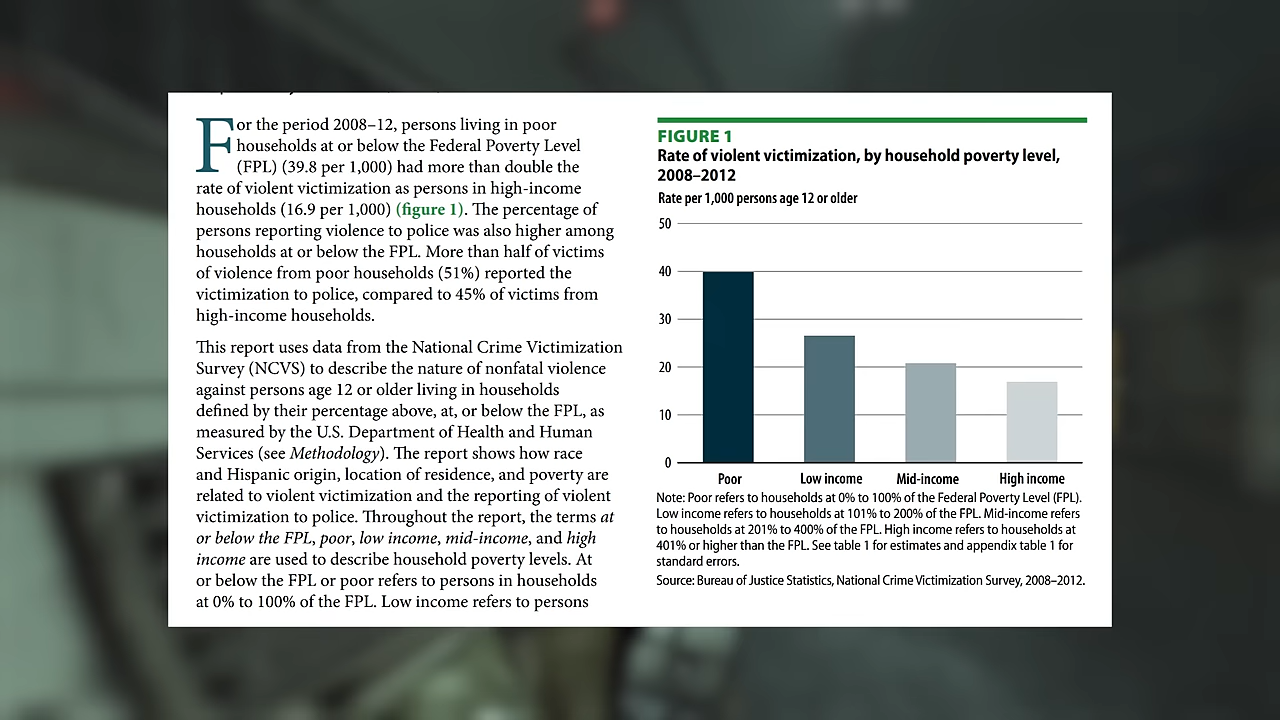 For the period 2008–12, persons living in poor
households at or below the Federal Poverty Level
(FPL) (39.8 per 1,000) had more than double the
rate of violent victimization as persons in high-income
households (16.9 per 1,000) (figure 1). The percentage of
persons reporting violence to police was also higher among
households at or below the FPL. More than half of victims
of violence from poor households (51%) reported the
victimization to police, compared to 45% of victims from
high-income households.
This report uses data from the National Crime Victimization
Survey (NCVS) to describe the nature of nonfatal violence
against persons age 12 or older living in households
defined by their percentage above, at, or below the FPL, as
measured by the U.S. Department of Health and Human
Services (see Methodology). The report shows how race
and Hispanic origin, location of residence, and poverty are
related to violent victimization and the reporting of violent
victimization to police. Throughout the report, the terms at
or below the FPL, poor, low income, mid-income, and high
income are used to describe household poverty levels. At
or below the FPL or poor refers to persons in households
at 0% to 100% of the FPL. Low income refers to persons
FIGURE 1
Rate of violent victimization, by household poverty level,
2008–2012
Rate per 1,000 persons age 12 or older
50
40
30
20
10
0
Poor Low income Mid-income High income
Note: Poor refers to households at 0% to 100% of the Federal Poverty Level (FPL).
Low income refers to households at 101% to 200% of the FPL. Mid-income refers
to households at 201% to 400% of the FPL. High income refers to households at
401% or higher than the FPL. See table 1 for estimates and appendix table 1 for
standard errors.
Source: Bureau of Justice Statistics, National Crime Victimization Survey, 2008–2012.